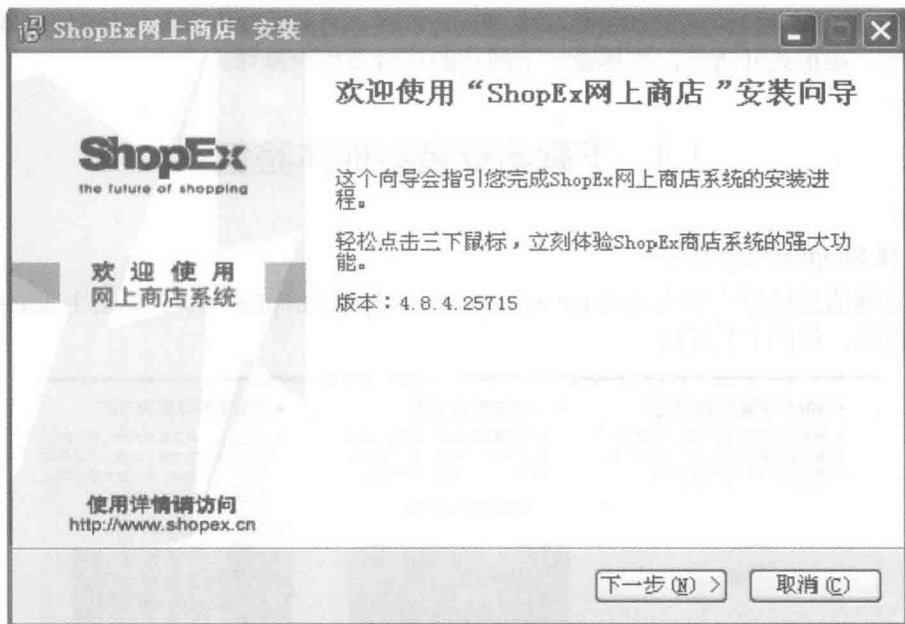 ShopEx网上商店 安装
欢迎使用“ShopEx网上商店 ”安装向导
ShopEx
the future of shopping
欢 迎 使 用
网上商店系统
这个向导会指引您完成ShopEx网上商店系统的安装进
程。
轻松点击三下鼠标，立刻体验ShopEx商店系统的强大功
能。
版本：4.8.4.25715
使用详情请访问
http://www.shopex.cn
下一步(N) >
取消(C)